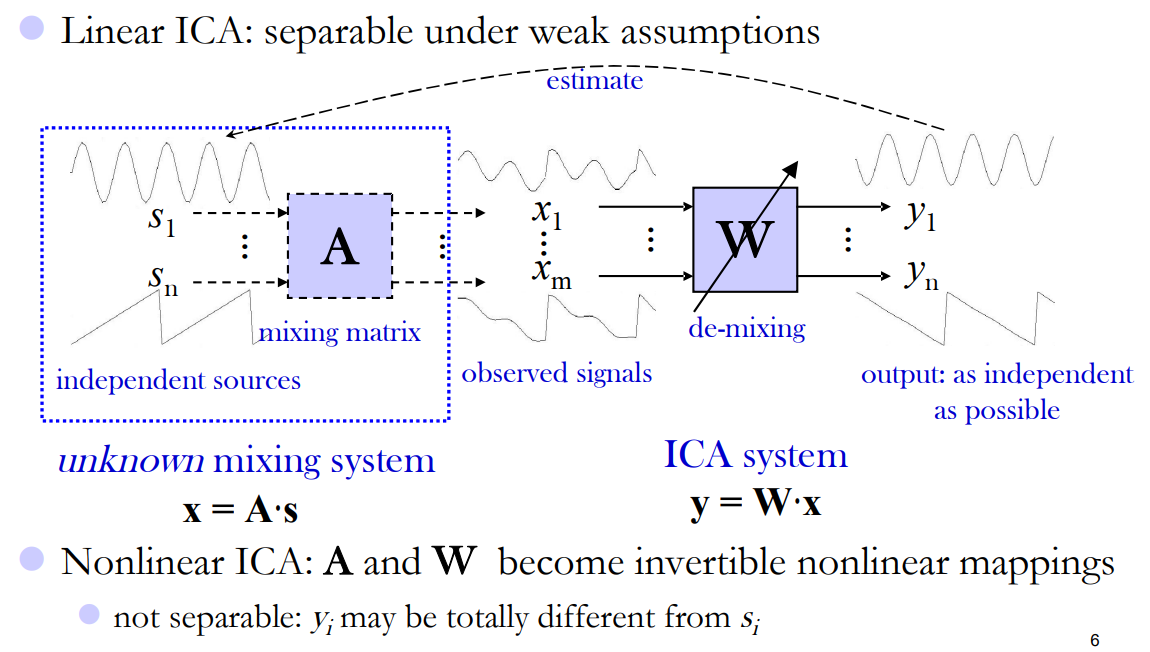 Linear ICA: separable under weak assumptions
estimate
s1
⋮
sn
A
⋮
mixing matrix
independent sources
x1
⋮
xm
observed signals
⋮
W
de-mixing
⋮
y1
yn
output: as independent
as possible
unknown mixing system
x = A·s
ICA system
y = W·x
Nonlinear ICA: A and W become invertible nonlinear mappings
not separable: yi may be totally different from si
6